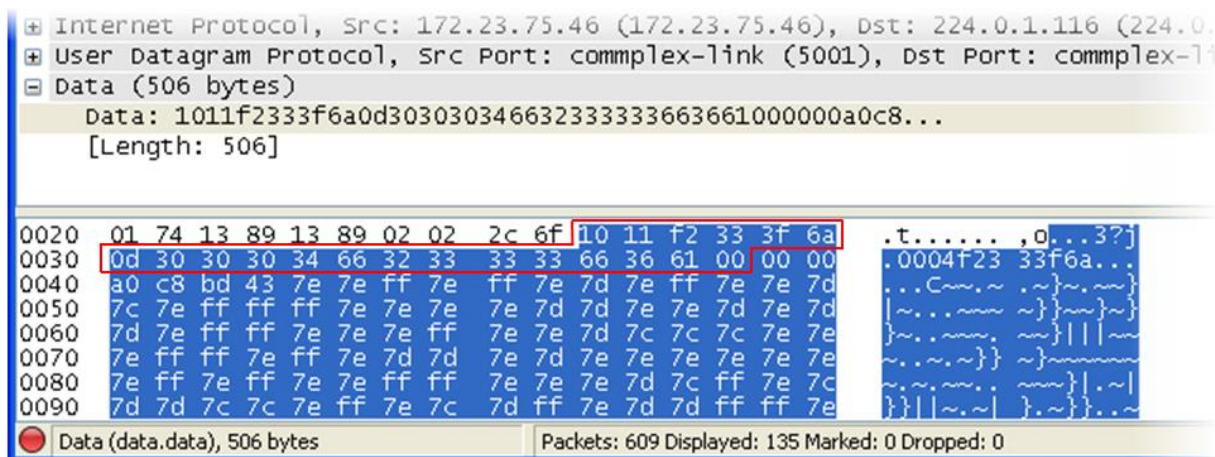 Internet Protocol, Src: 172.23.75.46 (172.23.75.46), Dst: 224.0.1.116 (224.0.
User Datagram Protocol, Src Port: commplex-link (5001), Dst Port: commplex-li
Data (506 bytes)
Data: 1011f2333f6a0d303030346632333333663661000000a0c8...
[Length: 506]
0020 01 74 13 89 13 89 02 02 2c 6f 10 11 f2 33 3f 6a .t...... ,o...3?j
0030 0d 30 30 30 34 66 32 33 33 33 66 36 61 00 00 00 .0004f23 33f6a...
0040 a0 c8 bd 43 7e 7e ff 7e ff 7e 7d 7e ff 7e 7e 7d ...C~~.~ .~}~.~~}
0050 7c 7e ff ff ff 7e 7e 7e 7e 7d 7d 7e 7e 7d 7e 7d |~...~~~ ~}}~~}~}
0060 7d 7e ff ff 7e 7e 7e ff 7e 7e 7d 7c 7c 7c 7e 7e }~..~~~. ~~}|||~~
0070 7e ff ff 7e ff 7e 7d 7d 7e 7d 7e 7e 7e 7e 7e 7e ~..~.~}} ~}~~~~~~
0080 7e ff 7e ff 7e 7e ff ff 7e 7e 7e 7d 7c ff 7e 7c ~.~.~~.. ~~~}|.~|
0090 7d 7d 7c 7c 7e ff 7e 7c 7d ff 7e 7d 7d ff ff 7e }}||~.~| }.~}}..~
Data (data.data), 506 bytes Packets: 609 Displayed: 135 Marked: 0 Dropped: 0